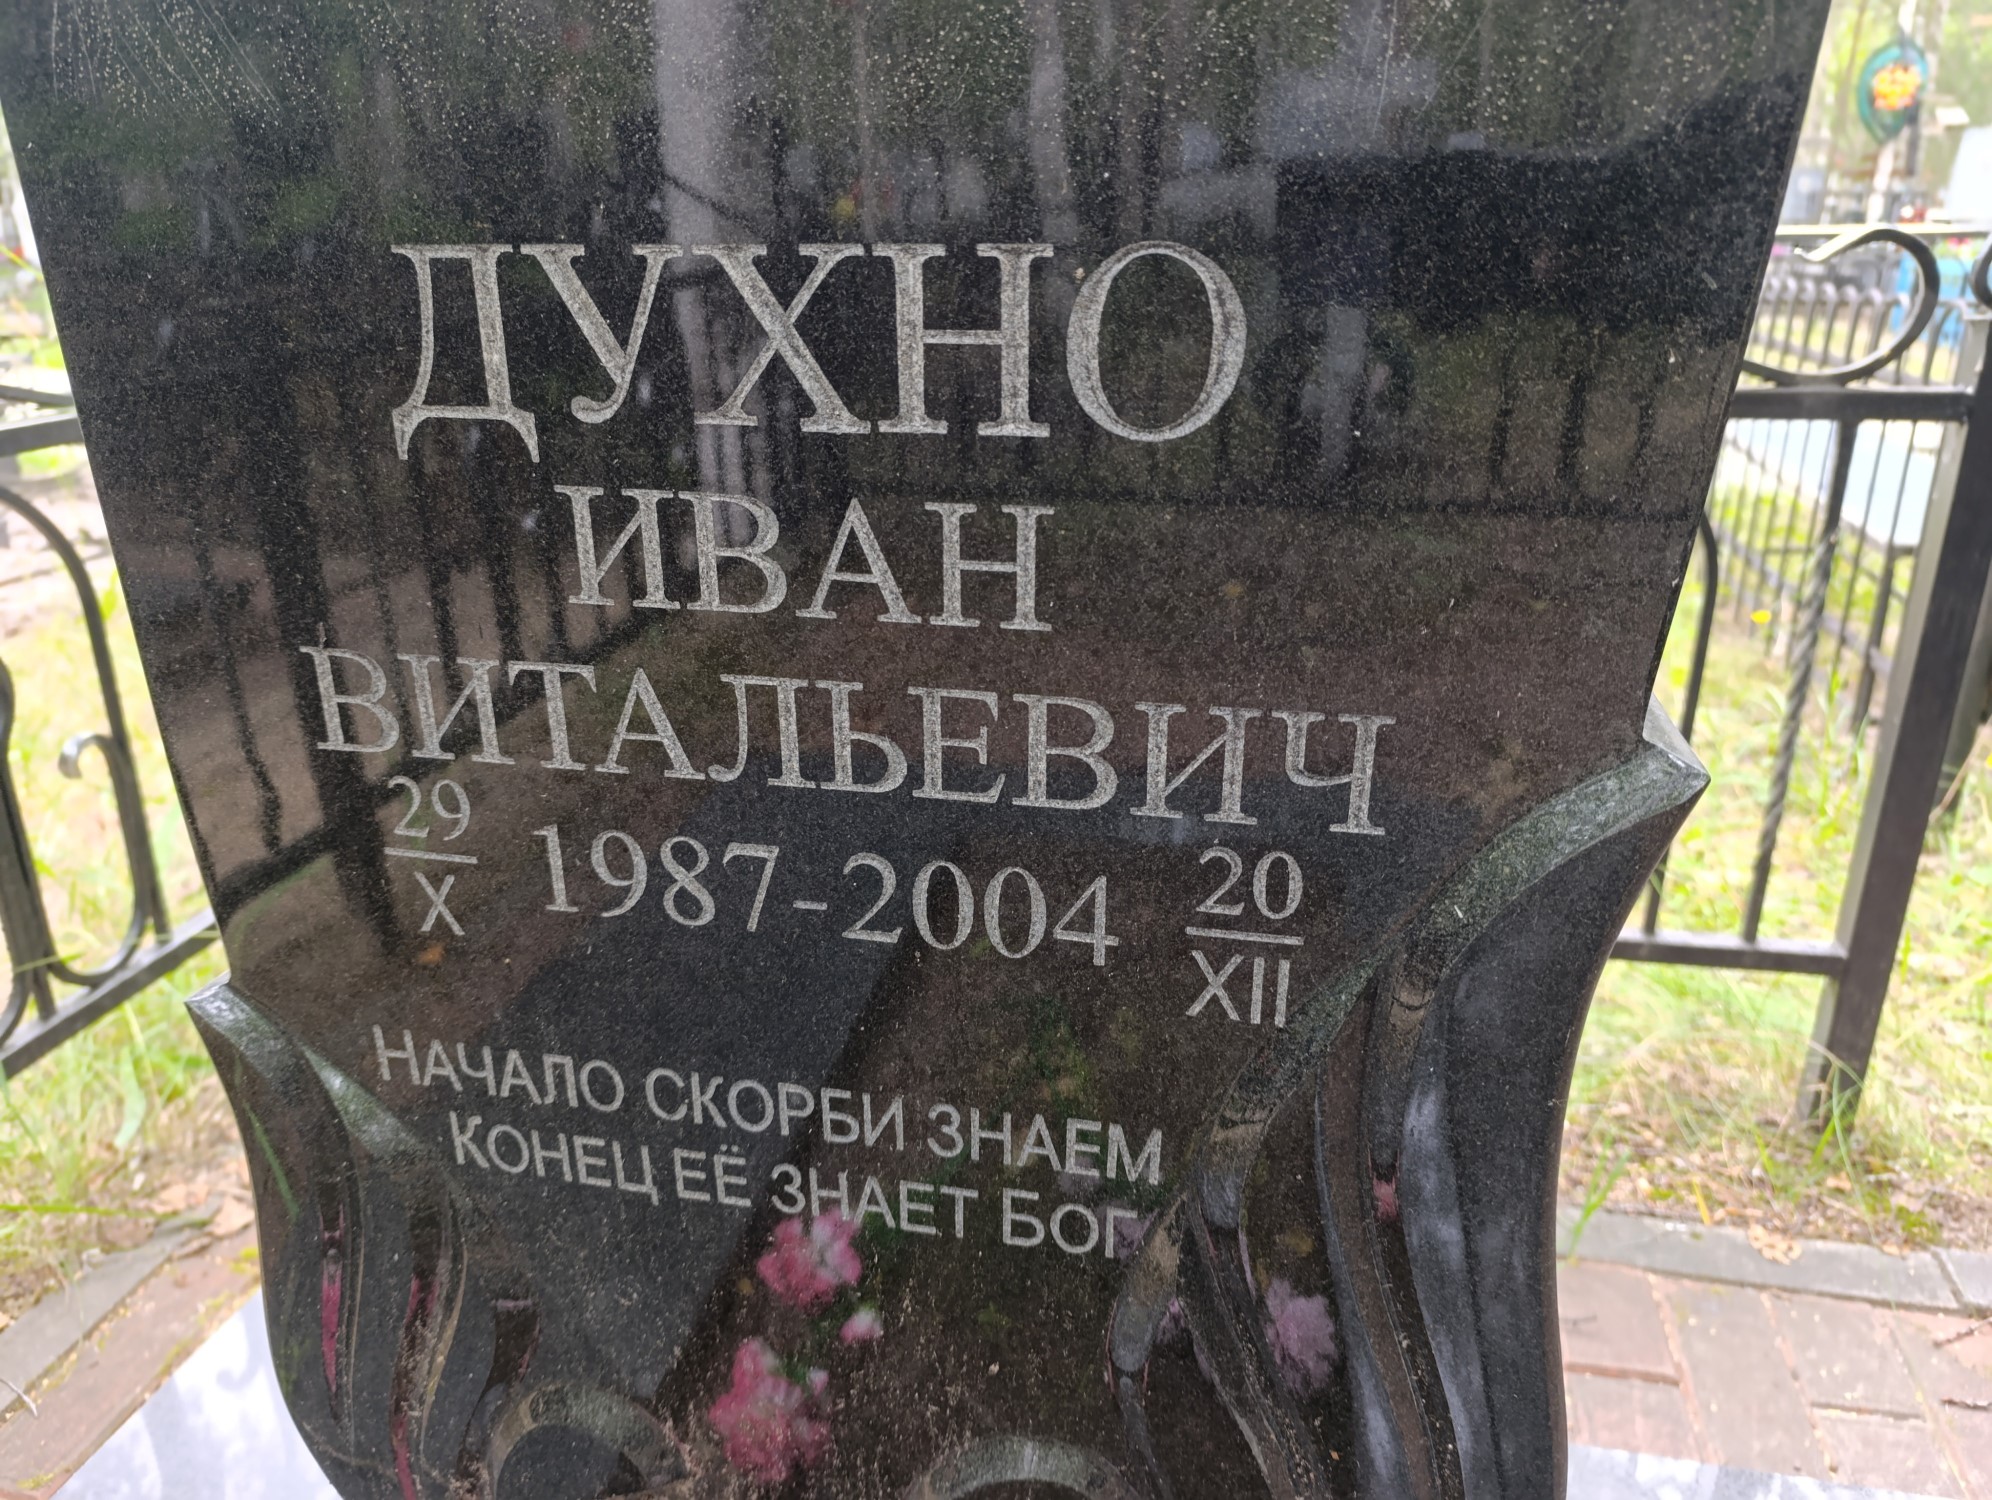 ДУХНО
ИВАН
ВИТАЛЬЕВИЧ
29
X
1987-2004
20
XII
НАЧАЛО СКОРБИ ЗНАЕМ
КОНЕЦ ЕЁ ЗНАЕТ БОГ